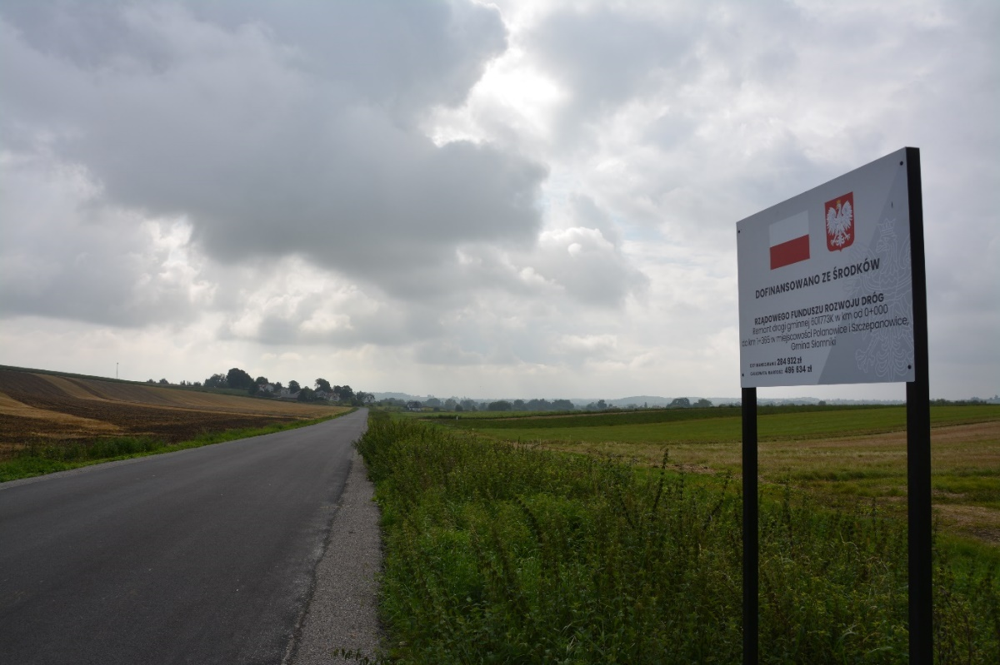 DOFINANSOWANO ZE ŚRODKÓW
RZĄDOWEGO FUNDUSZU ROZWOJU DRÓG
Remont drogi gminnej 601773K w km od 0+000
do km 1+365 w miejscowości Polanowice i Szczepanowice,
Gmina Słomniki
DOFINANSOWANIE 284 932 zł
CAŁKOWITA WARTOŚĆ 496 634 zł